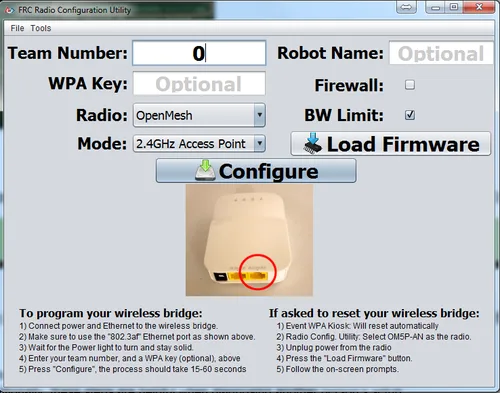 FRC Radio Configuration Utility
File Tools
Team Number: 0 Robot Name: Optional
WPA Key: Optional Firewall:
Radio: OpenMesh BW Limit:
Mode: 2.4GHz Access Point Load Firmware
Configure
To program your wireless bridge:
1) Connect power and Ethernet to the wireless bridge.
2) Make sure to use the "802.3af" Ethernet port as shown above.
3) Wait for the Power light to turn and stay solid.
4) Enter your team number, and a WPA key (optional), above
5) Press "Configure", the process should take 15-60 seconds
If asked to reset your wireless bridge:
1) Event WPA Kiosk: Will reset automatically
2) Radio Config. Utility: Select OM5P-AN as the radio.
3) Unplug power from the radio
4) Press the "Load Firmware" button.
5) Follow the on-screen prompts.